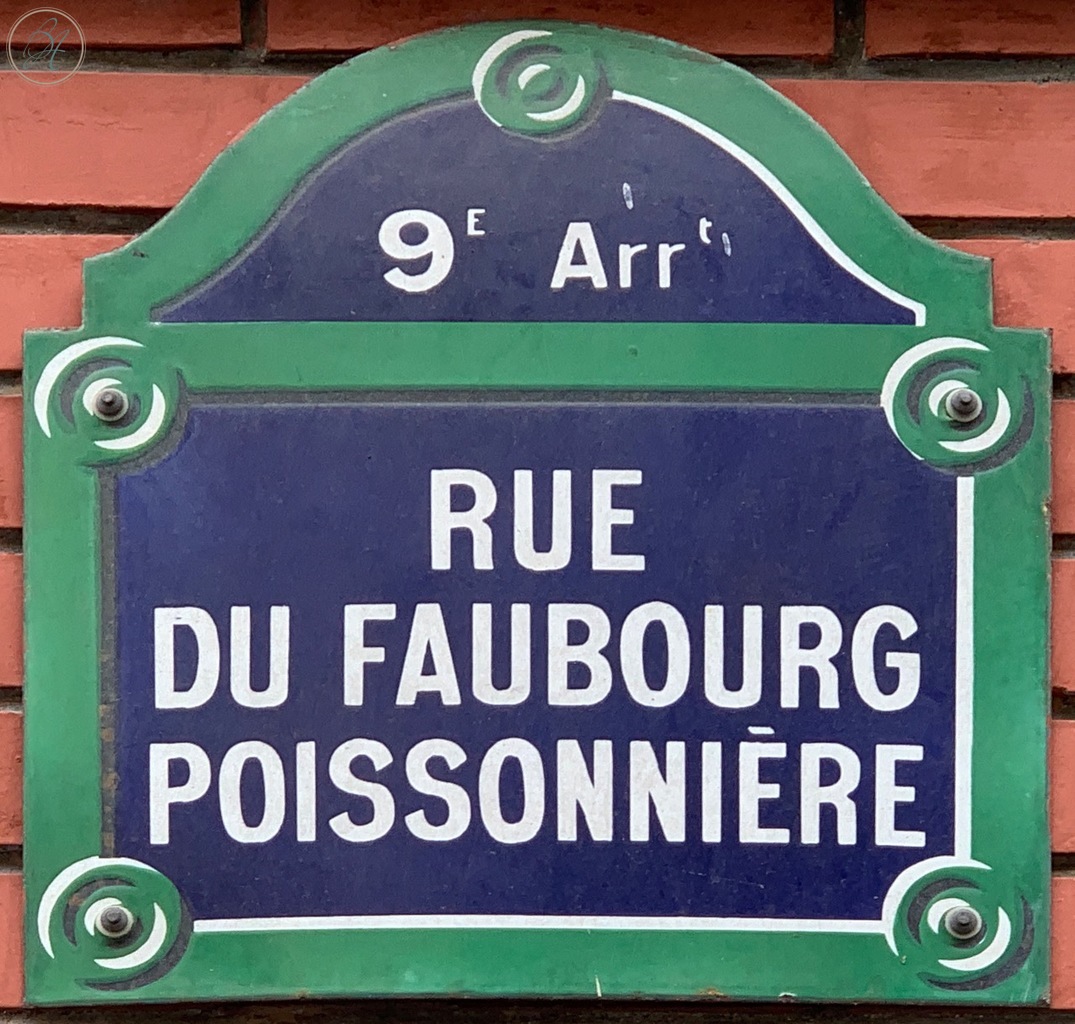 9E Arrt
RUE
DU FAUBOURG
POISSONNIÈRE